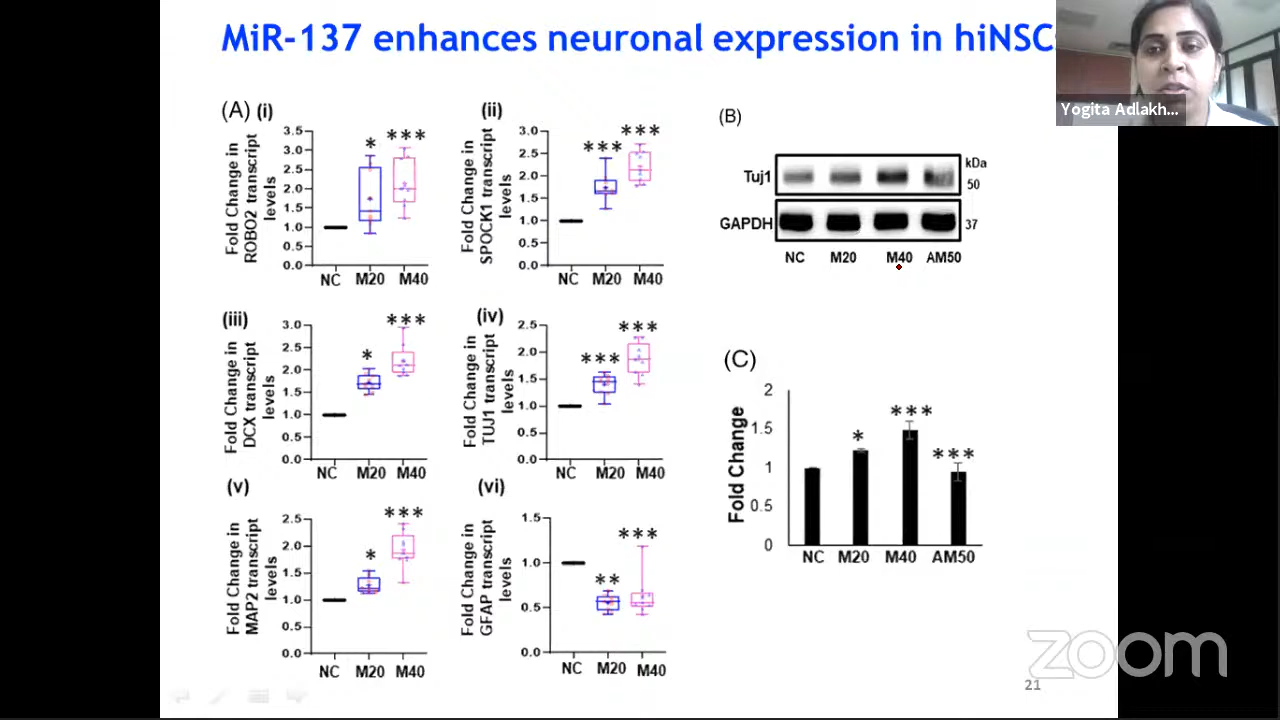 MiR-137 enhances neuronal expression in hiNSC
Yogita Adlakh...
(A) (i)
Fold Change in
ROBO2 transcript
levels
3.5
3.0
2.5
2.0
1.5
1.0
0.5
0.0
* ***
NC M20 M40
(ii)
Fold Change in
SPOCK1 transcript
levels
3.0
2.5
2.0
1.5
1.0
0.5
0.0
*** ***
NC M20 M40
(iii)
Fold Change in
DCX transcript
levels
3.0
2.5
2.0
1.5
1.0
0.5
0.0
* ***
NC M20 M40
(iv)
Fold Change in
TUJ1 transcript
levels
2.5
2.0
1.5
1.0
0.5
0.0
*** ***
NC M20 M40
(v)
Fold Change in
MAP2 transcript
levels
2.5
2.0
1.5
1.0
0.5
0.0
* ***
NC M20 M40
(vi)
Fold Change in
GFAP transcript
levels
1.5
1.0
0.5
0.0
** ***
NC M20 M40
(B)
kDa
Tuj1 50
GAPDH 37
NC M20 M40 AM50
(C)
Fold Change
2
1.5
1
0.5
0
* *** ***
NC M20 M40 AM50
zoom
21